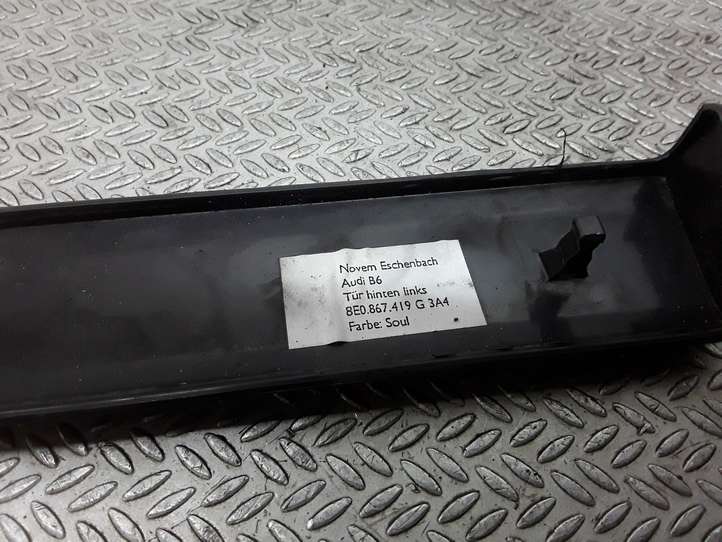 Novem Eschenbach
Audi B6
Tür hinten links
8E0.867.419 G 3A4
Farbe: Soul